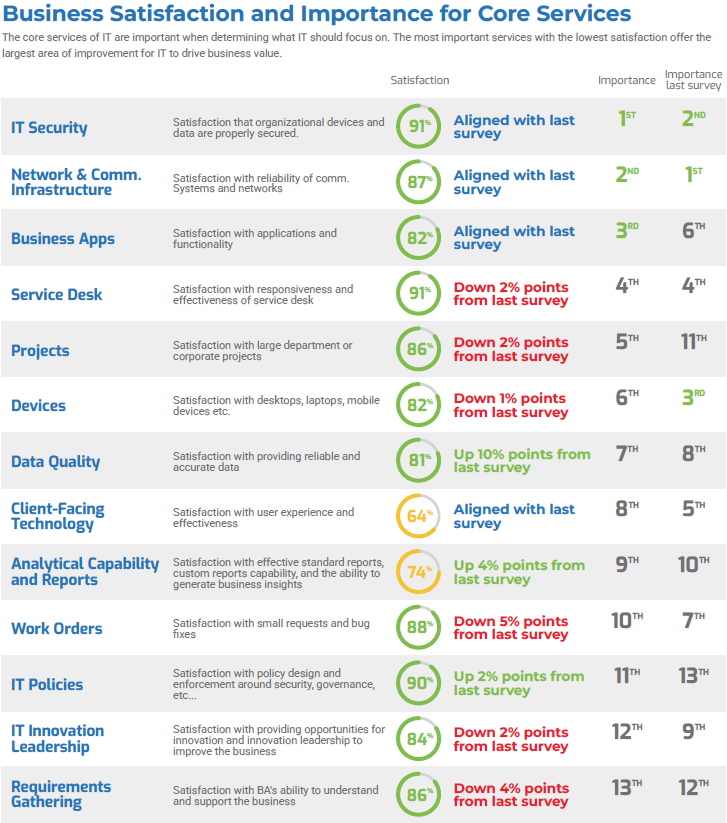 Business Satisfaction and Importance for Core Services
The core services of IT are important when determining what IT should focus on. The most important services with the lowest satisfaction offer the
largest area of improvement for IT to drive business value.
Satisfaction Importance Importance
last survey
IT Security
Satisfaction that organizational devices and
data are properly secured.
91%
Aligned with last
survey
1ST
2ND
Network & Comm.
Infrastructure
Satisfaction with reliability of comm.
Systems and networks
87%
Aligned with last
survey
2ND
1ST
Business Apps
Satisfaction with applications and
functionality
82%
Aligned with last
survey
3RD
6TH
Service Desk
Satisfaction with responsiveness and
effectiveness of service desk
91%
Down 2% points
from last survey
4TH
4TH
Projects
Satisfaction with large department or
corporate projects
86%
Down 2% points
from last survey
5TH
11TH
Devices
Satisfaction with desktops, laptops, mobile
devices etc.
82%
Down 1% points
from last survey
6TH
3RD
Data Quality
Satisfaction with providing reliable and
accurate data
81%
Up 10% points from
last survey
7TH
8TH
Client-Facing
Technology
Satisfaction with user experience and
effectiveness
64%
Aligned with last
survey
8TH
5TH
Analytical Capability
and Reports
Satisfaction with effective standard reports,
custom reports capability, and the ability to
generate business insights
74%
Up 4% points from
last survey
9TH
10TH
Work Orders
Satisfaction with small requests and bug
fixes
88%
Down 5% points
from last survey
10TH
7TH
IT Policies
Satisfaction with policy design and
enforcement around security, governance,
etc...
90%
Up 2% points from
last survey
11TH
13TH
IT Innovation
Leadership
Satisfaction with providing opportunities for
innovation and innovation leadership to
improve the business
84%
Down 2% points
from last survey
12TH
9TH
Requirements
Gathering
Satisfaction with BA's ability to understand
and support the business
86%
Down 4% points
from last survey
13TH
12TH